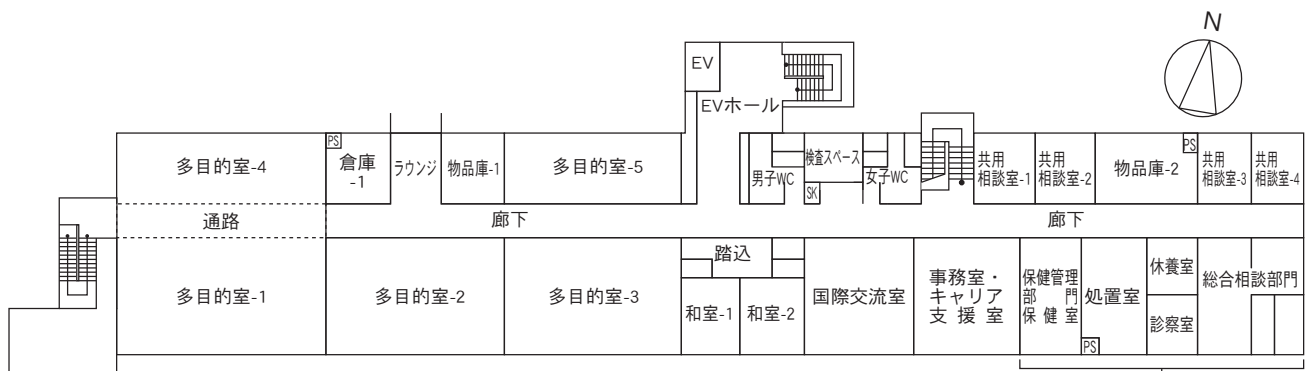 N
EV
EVホール
多目的室-4
PS
倉庫
-1
ラウンジ
物品庫-1
多目的室-5
男子WC
検査スペース
SK
女子WC
共用
相談室-1
共用
相談室-2
物品庫-2
PS
共用
相談室-3
共用
相談室-4
通路
廊下
廊下
多目的室-1
多目的室-2
多目的室-3
踏込
和室-1
和室-2
国際交流室
事務室・
キャリア
支援室
保健管理
部門
保健室
処置室
PS
休養室
診察室
総合相談部門